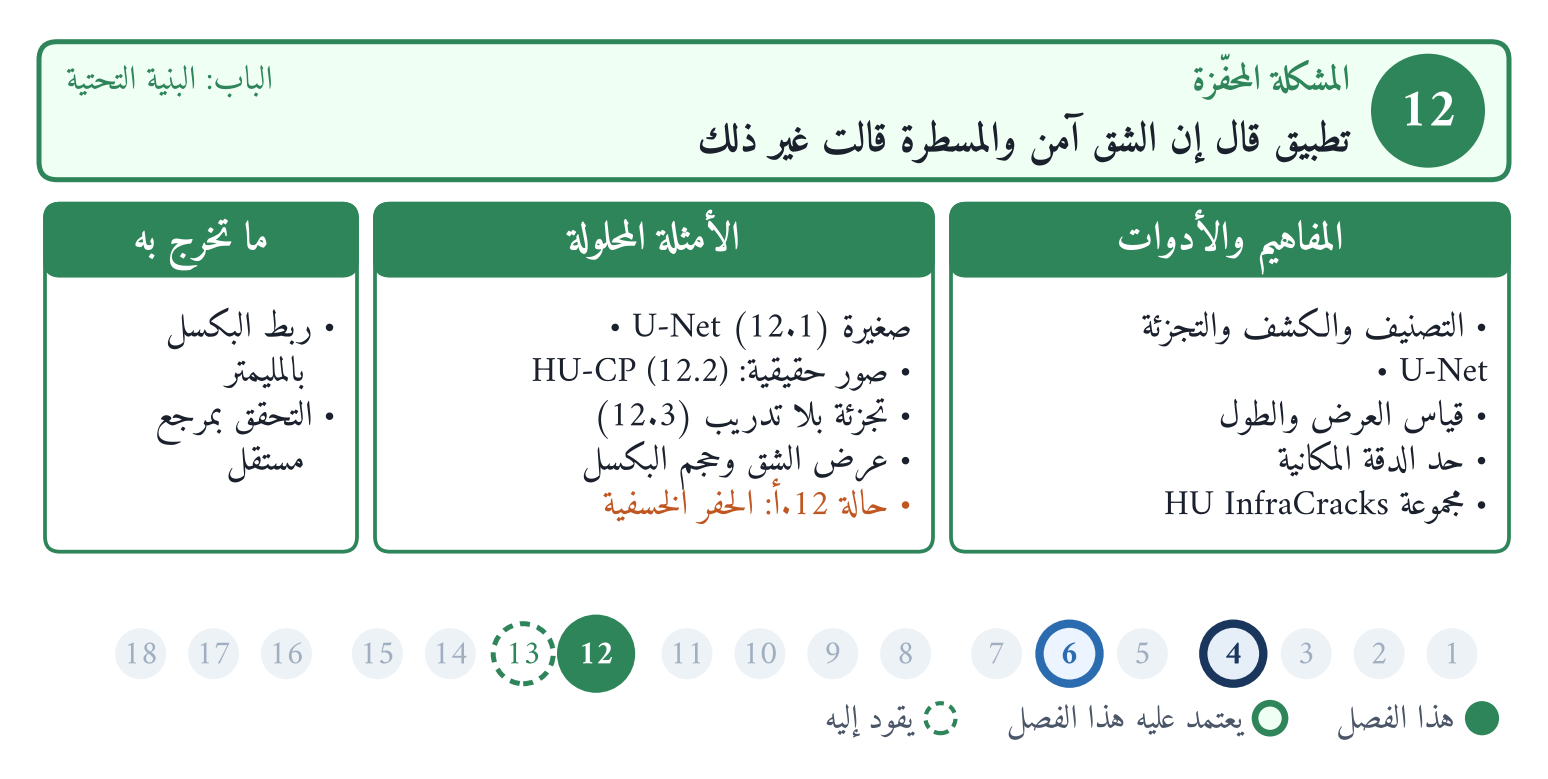 12
المشكلة المحفّزة
الباب: البنية التحتية
تطبيق قال إن الشق آمن والمسطرة قالت غير ذلك
المفاهيم والأدوات
• التصنيف والكشف والتجزئة
U-Net •
• قياس العرض والطول
• حد الدقة المكانية
• مجموعة HU InfraCracks
الأمثلة المحلولة
صغيرة (12.1) U-Net •
• صور حقيقية: HU-CP (12.2)
• تجزئة بلا تدريب (12.3)
• عرض الشق وحجم البكسل
• حالة 12.أ: الحفر الخسفية
ما تخرج به
• ربط البكسل
بالمليمتر
• التحقق بمرجع
مستقل
1 2 3 4 5 6 7 8 9 10 11 12 13 14 15 16 17 18
هذا الفصل
يعتمد عليه هذا الفصل
يقود إليه